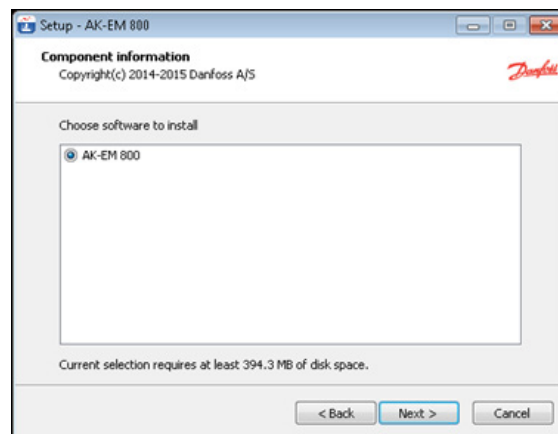 Setup - AK-EM 800
Component information
Copyright(c) 2014-2015 Danfoss A/S
Danfoss
Choose software to install
AK-EM 800
Current selection requires at least 394.3 MB of disk space.
< Back
Next >
Cancel